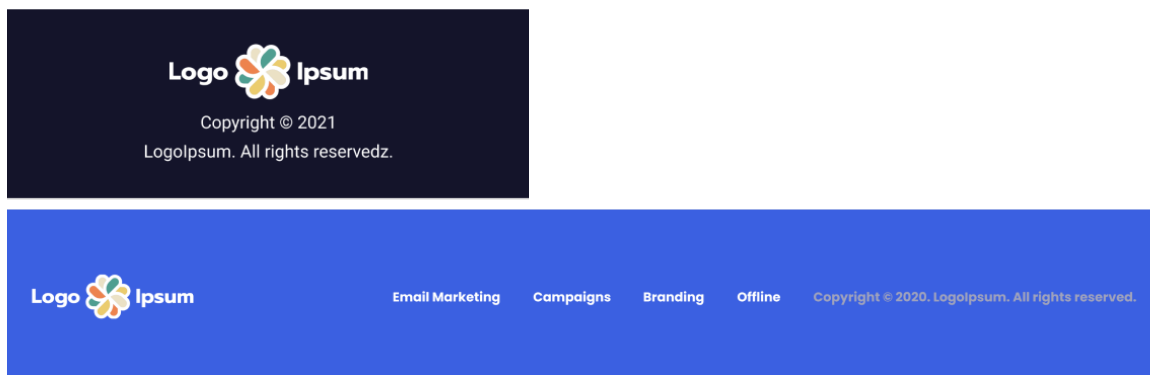 Logo Ipsum
Copyright © 2021
LogoIpsum. All rights reservedz.
Logo Ipsum
Email Marketing Campaigns Branding Offline Copyright © 2020. LogoIpsum. All rights reserved.